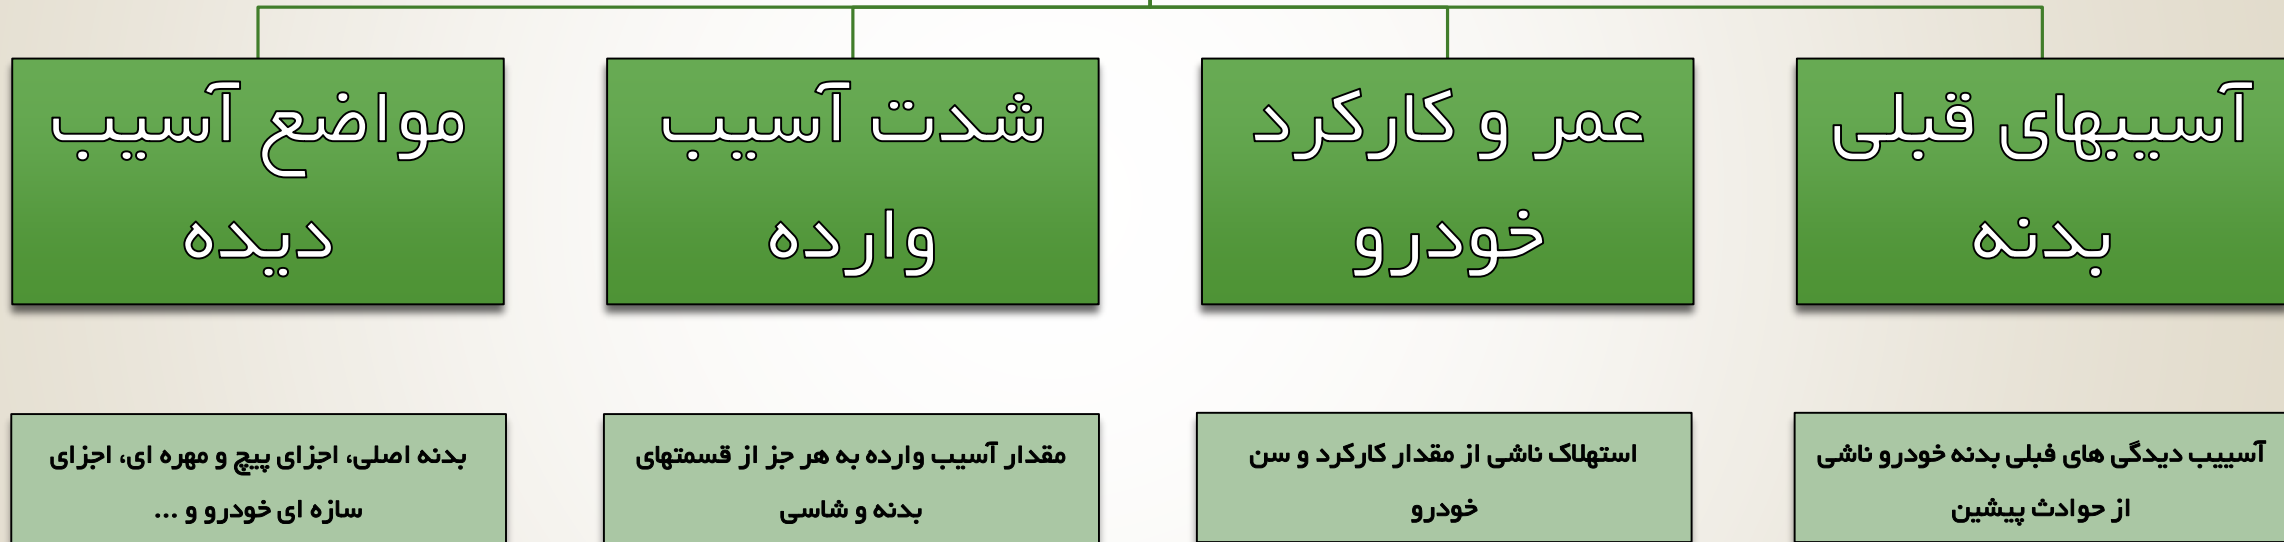 آسیبهای قبلی
بدنه
عمر و کارکرد
خودرو
شدت آسیب
وارده
مواضع آسیب
دیده
آسییب دیدگی های فبلی بدنه خودرو ناشی
از حوادث پیشین
استهلاک ناشی از مقدار کارکرد و سن
خودرو
مقدار آسیب وارده به هر جز از قسمتهای
بدنه و شاسی
بدنه اصلی، اجزای پیچ و مهره ای، اجزای
سازه ای خودرو و ...